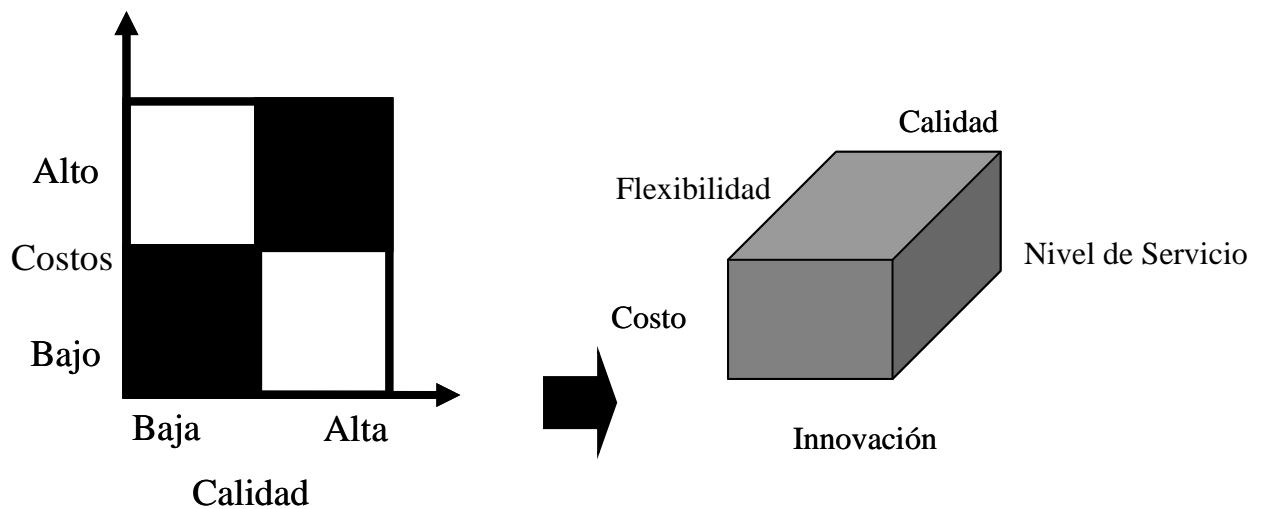 Alto
Costos
Bajo
Baja Alta
Calidad
Calidad
Flexibilidad
Nivel de Servicio
Costo
Innovación